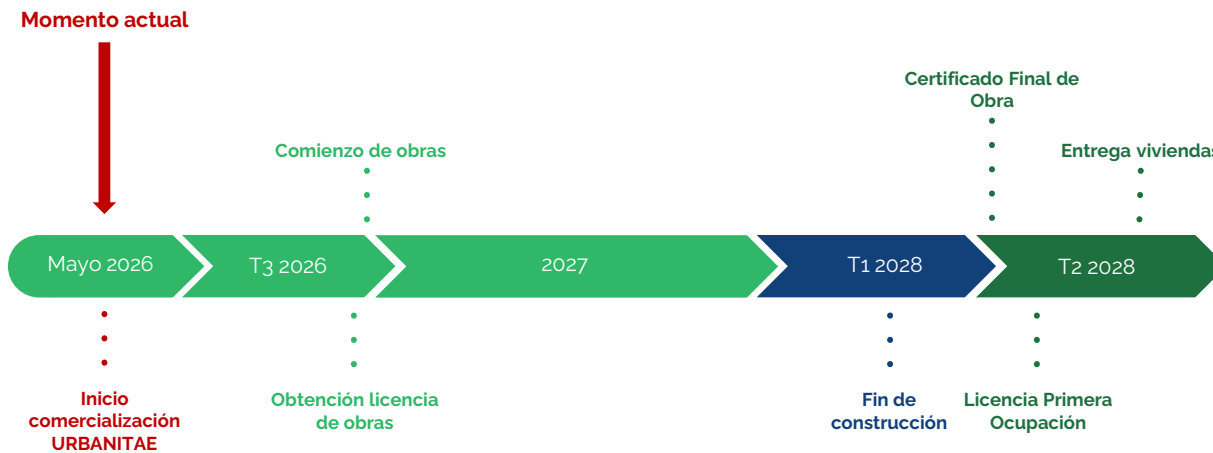 Momento actual
Certificado Final de
Obra
Comienzo de obras
Entrega viviendas
Mayo 2026
T3 2026
2027
T1 2028
T2 2028
Inicio
comercialización
URBANITAE
Obtención licencia
de obras
Fin de
construcción
Licencia Primera
Ocupación